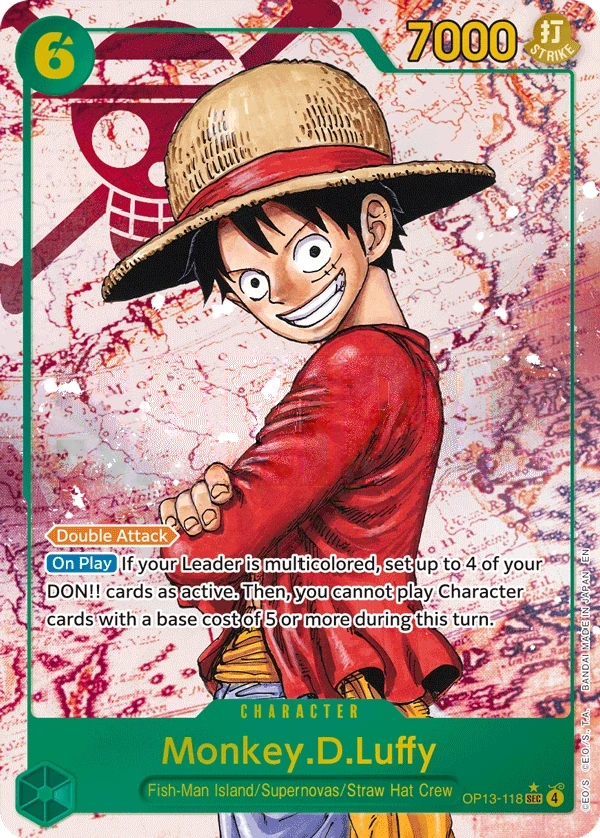 6
7000
打
STRIKE
Double Attack
On Play If your Leader is multicolored, set up to 4 of your
DON!! cards as active. Then, you cannot play Character
cards with a base cost of 5 or more during this turn.
CHARACTER
Monkey.D.Luffy
Fish-Man Island/Supernovas/Straw Hat Crew
OP13-118 SEC 4
©E.O/S. ©E.O/S.,T.A. BANDAI MADE IN JAPAN EN